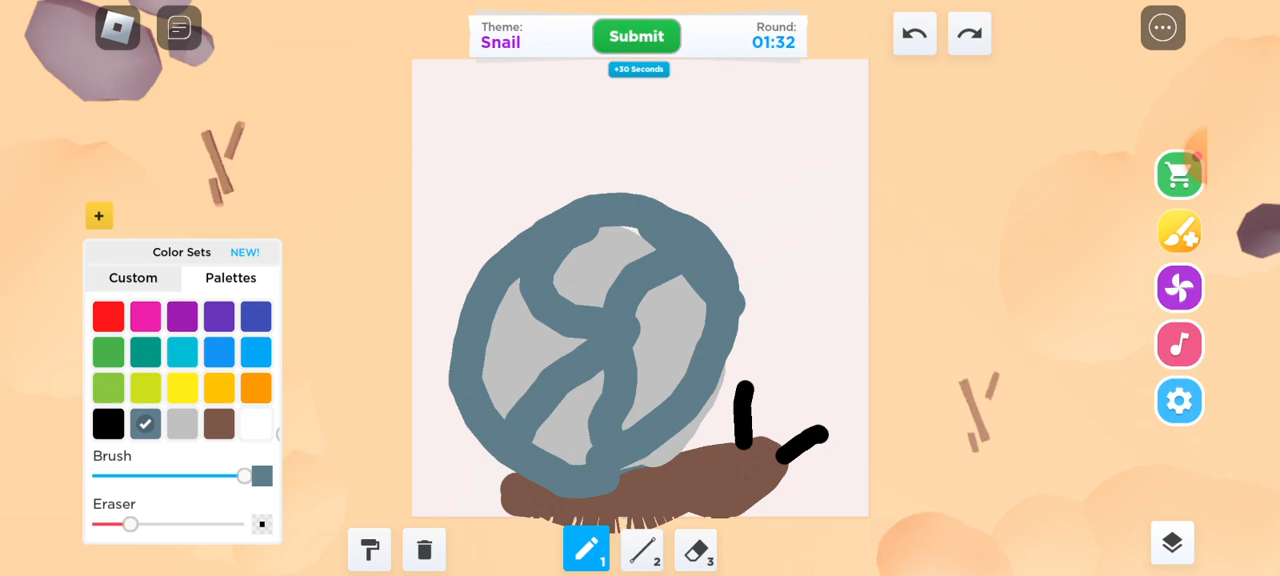 Theme:
Snail
Submit
Round:
01:32
+30 Seconds
+
Color Sets NEW!
Custom Palettes
Brush
Eraser
1
2
3